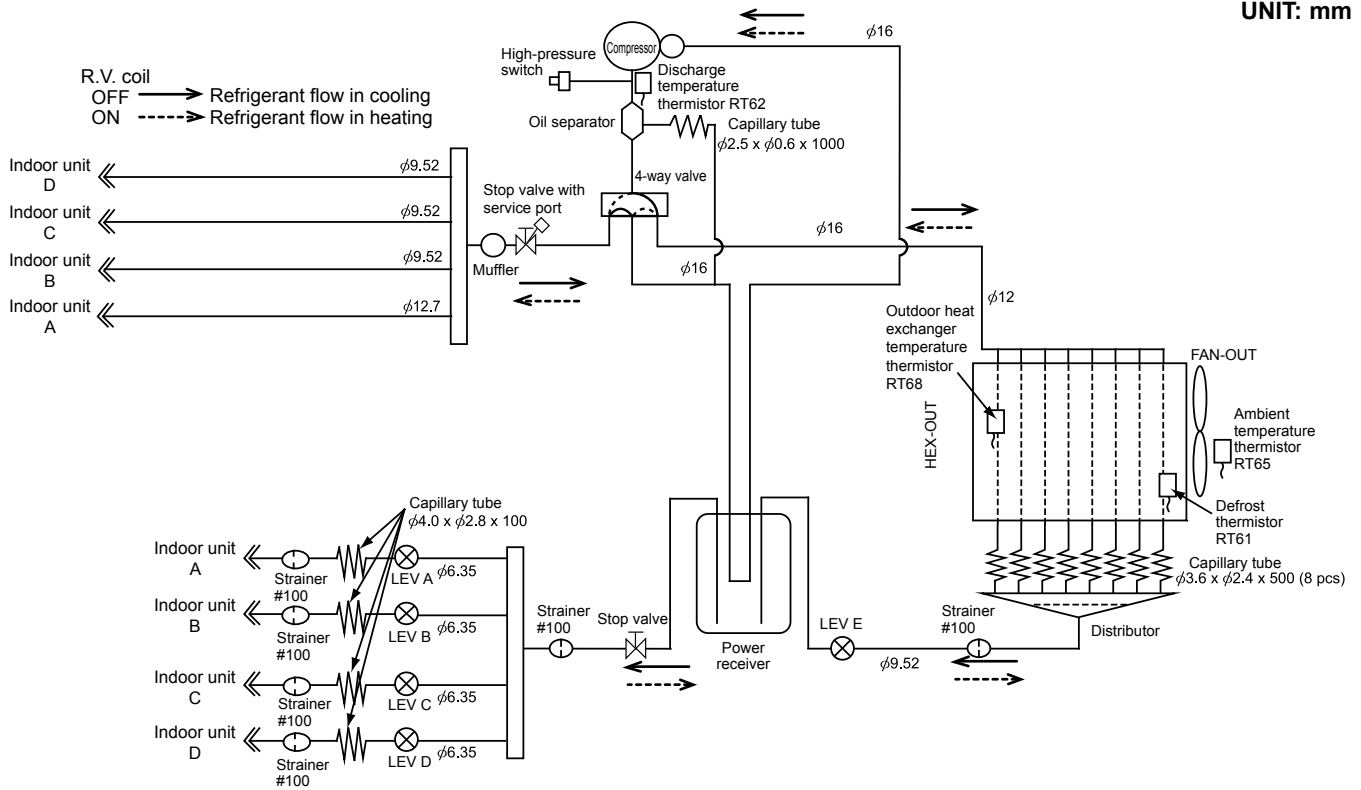 UNIT: mm
R.V. coil
OFF Refrigerant flow in cooling
ON Refrigerant flow in heating
Compressor
ϕ16
High-pressure
switch
Discharge
temperature
thermistor RT62
Oil separator
Capillary tube
ϕ2.5 x ϕ0.6 x 1000
4-way valve
Indoor unit
D
ϕ9.52
Indoor unit
C
ϕ9.52
Indoor unit
B
ϕ9.52
Indoor unit
A
ϕ12.7
Stop valve with
service port
Muffler
ϕ16
ϕ16
ϕ12
Outdoor heat
exchanger
temperature
thermistor
RT68
HEX-OUT
FAN-OUT
Ambient
temperature
thermistor
RT65
Defrost
thermistor
RT61
Capillary tube
ϕ3.6 x ϕ2.4 x 500 (8 pcs)
Distributor
Strainer
#100
ϕ9.52
LEV E
Power
receiver
Stop valve
Strainer
#100
Capillary tube
ϕ4.0 x ϕ2.8 x 100
Indoor unit
A
Strainer
#100
LEV A
ϕ6.35
Indoor unit
B
Strainer
#100
LEV B
ϕ6.35
Indoor unit
C
Strainer
#100
LEV C
ϕ6.35
Indoor unit
D
Strainer
#100
LEV D
ϕ6.35